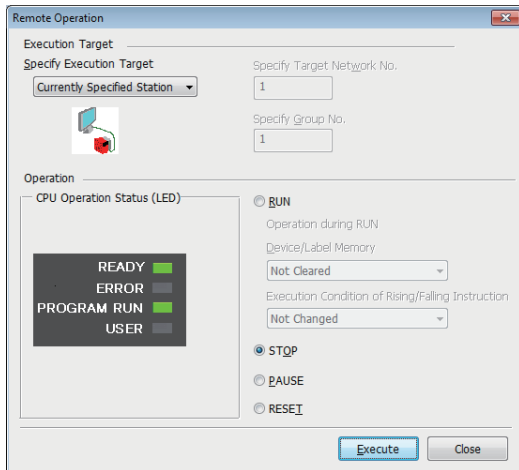 Remote Operation
Execution Target
Specify Execution Target
Currently Specified Station
Specify Target Network No.
1
Specify Group No.
1
Operation
CPU Operation Status (LED)
READY
ERROR
PROGRAM RUN
USER
RUN
Operation during RUN
Device/Label Memory
Not Cleared
Execution Condition of Rising/Falling Instruction
Not Changed
STOP
PAUSE
RESET
Execute
Close